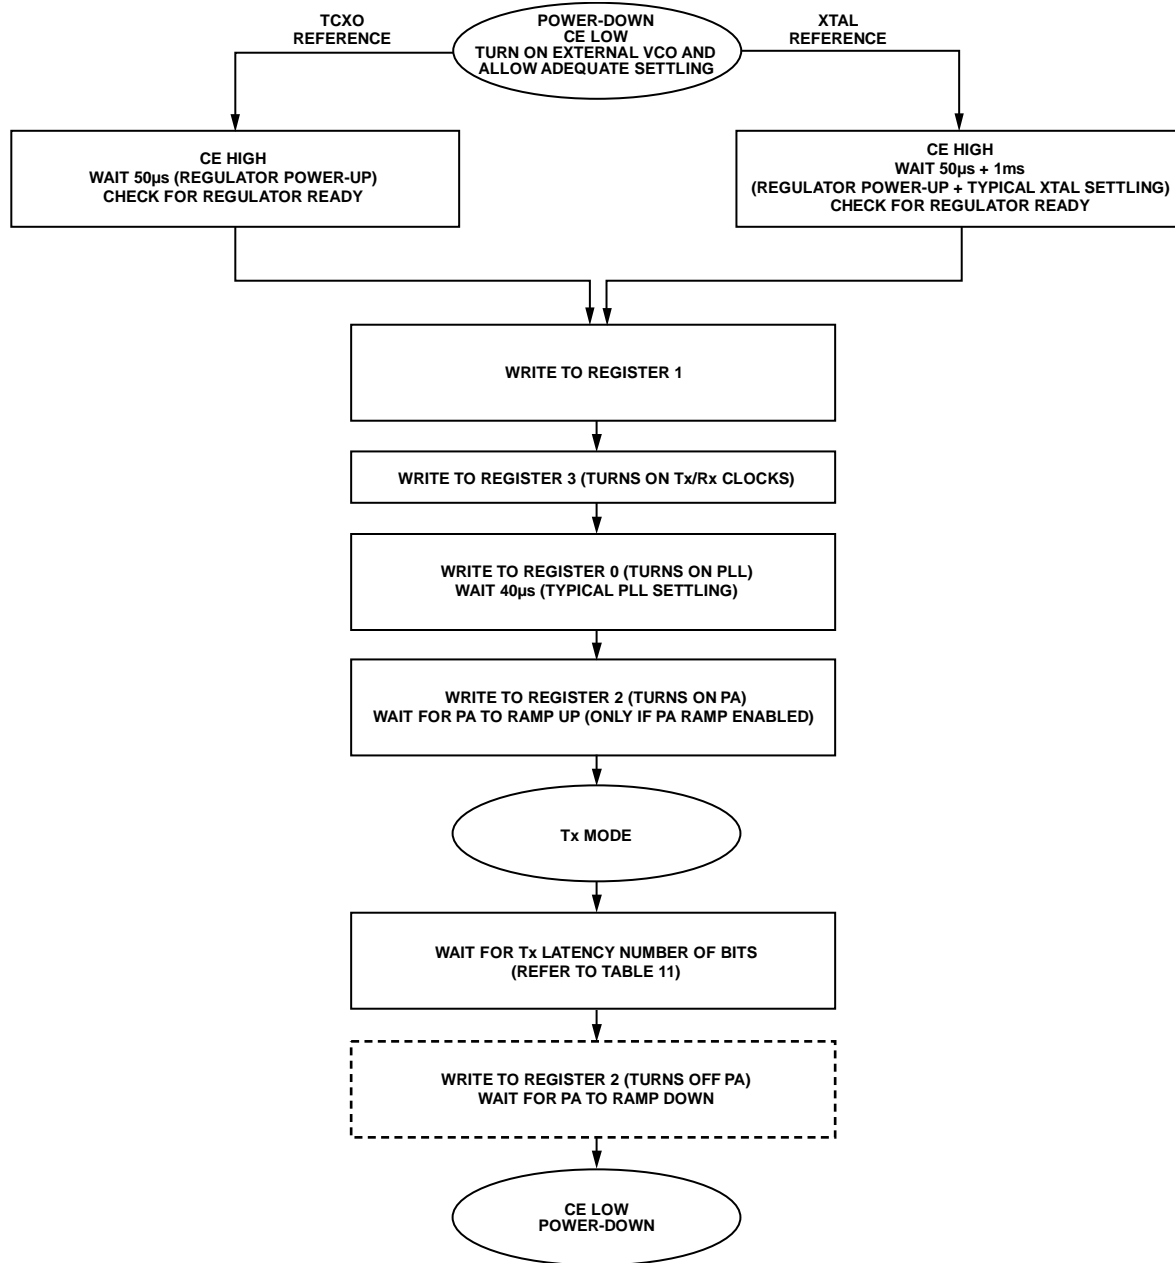 TCXO
REFERENCE
POWER-DOWN
CE LOW
TURN ON EXTERNAL VCO AND
ALLOW ADEQUATE SETTLING
XTAL
REFERENCE
CE HIGH
WAIT 50µs (REGULATOR POWER-UP)
CHECK FOR REGULATOR READY
CE HIGH
WAIT 50µs + 1ms
(REGULATOR POWER-UP + TYPICAL XTAL SETTLING)
CHECK FOR REGULATOR READY
WRITE TO REGISTER 1
WRITE TO REGISTER 3 (TURNS ON Tx/Rx CLOCKS)
WRITE TO REGISTER 0 (TURNS ON PLL)
WAIT 40µs (TYPICAL PLL SETTLING)
WRITE TO REGISTER 2 (TURNS ON PA)
WAIT FOR PA TO RAMP UP (ONLY IF PA RAMP ENABLED)
Tx MODE
WAIT FOR Tx LATENCY NUMBER OF BITS
(REFER TO TABLE 11)
WRITE TO REGISTER 2 (TURNS OFF PA)
WAIT FOR PA TO RAMP DOWN
CE LOW
POWER-DOWN